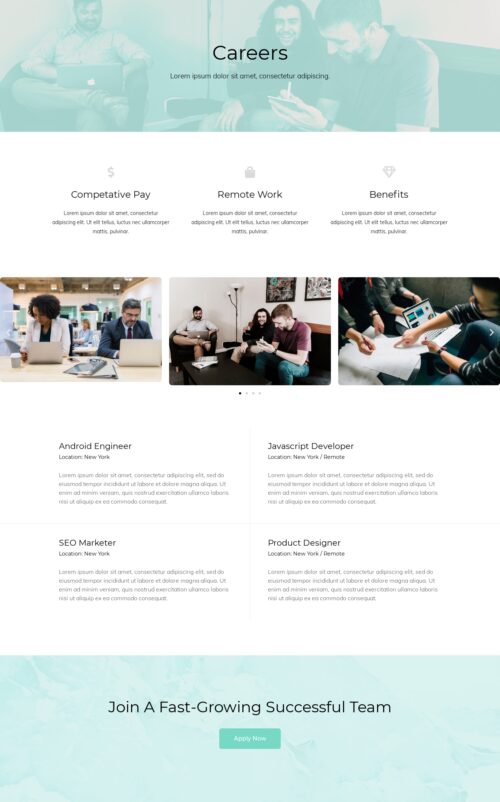 Careers
Lorem ipsum dolor sit amet, consectetur adipiscing.
Competative Pay
Lorem ipsum dolor sit amet, consectetur
adipiscing elit. Ut elit tellus, luctus nec ullamcorper
mattis, pulvinar.
Remote Work
Lorem ipsum dolor sit amet, consectetur
adipiscing elit. Ut elit tellus, luctus nec ullamcorper
mattis, pulvinar.
Benefits
Lorem ipsum dolor sit amet, consectetur
adipiscing elit. Ut elit tellus, luctus nec ullamcorper
mattis, pulvinar.
Android Engineer
Location: New York
Lorem ipsum dolor sit amet, consectetur adipiscing elit, sed do
eiusmod tempor incididunt ut labore et dolore magna aliqua. Ut
enim ad minim veniam, quis nostrud exercitation ullamco laboris
nisi ut aliquip ex ea commodo consequat.
Javascript Developer
Location: New York / Remote
Lorem ipsum dolor sit amet, consectetur adipiscing elit, sed do
eiusmod tempor incididunt ut labore et dolore magna aliqua. Ut
enim ad minim veniam, quis nostrud exercitation ullamco laboris
nisi ut aliquip ex ea commodo consequat.
SEO Marketer
Location: New York
Lorem ipsum dolor sit amet, consectetur adipiscing elit, sed do
eiusmod tempor incididunt ut labore et dolore magna aliqua. Ut
enim ad minim veniam, quis nostrud exercitation ullamco laboris
nisi ut aliquip ex ea commodo consequat.
Product Designer
Location: New York / Remote
Lorem ipsum dolor sit amet, consectetur adipiscing elit, sed do
eiusmod tempor incididunt ut labore et dolore magna aliqua. Ut
enim ad minim veniam, quis nostrud exercitation ullamco laboris
nisi ut aliquip ex ea commodo consequat.
Join A Fast-Growing Successful Team
Apply Now